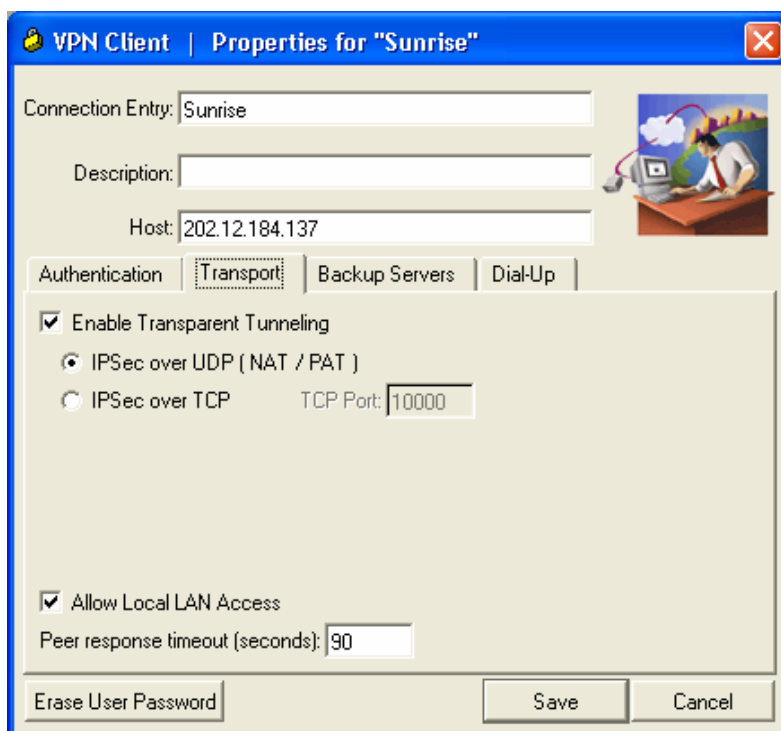 VPN Client | Properties for "Sunrise"
Connection Entry: Sunrise
Description:
Host: 202.12.184.137
Authentication Transport Backup Servers Dial-Up
Enable Transparent Tunneling
IPSec over UDP ( NAT / PAT )
IPSec over TCP TCP Port: 10000
Allow Local LAN Access
Peer response timeout (seconds): 90
Erase User Password Save Cancel